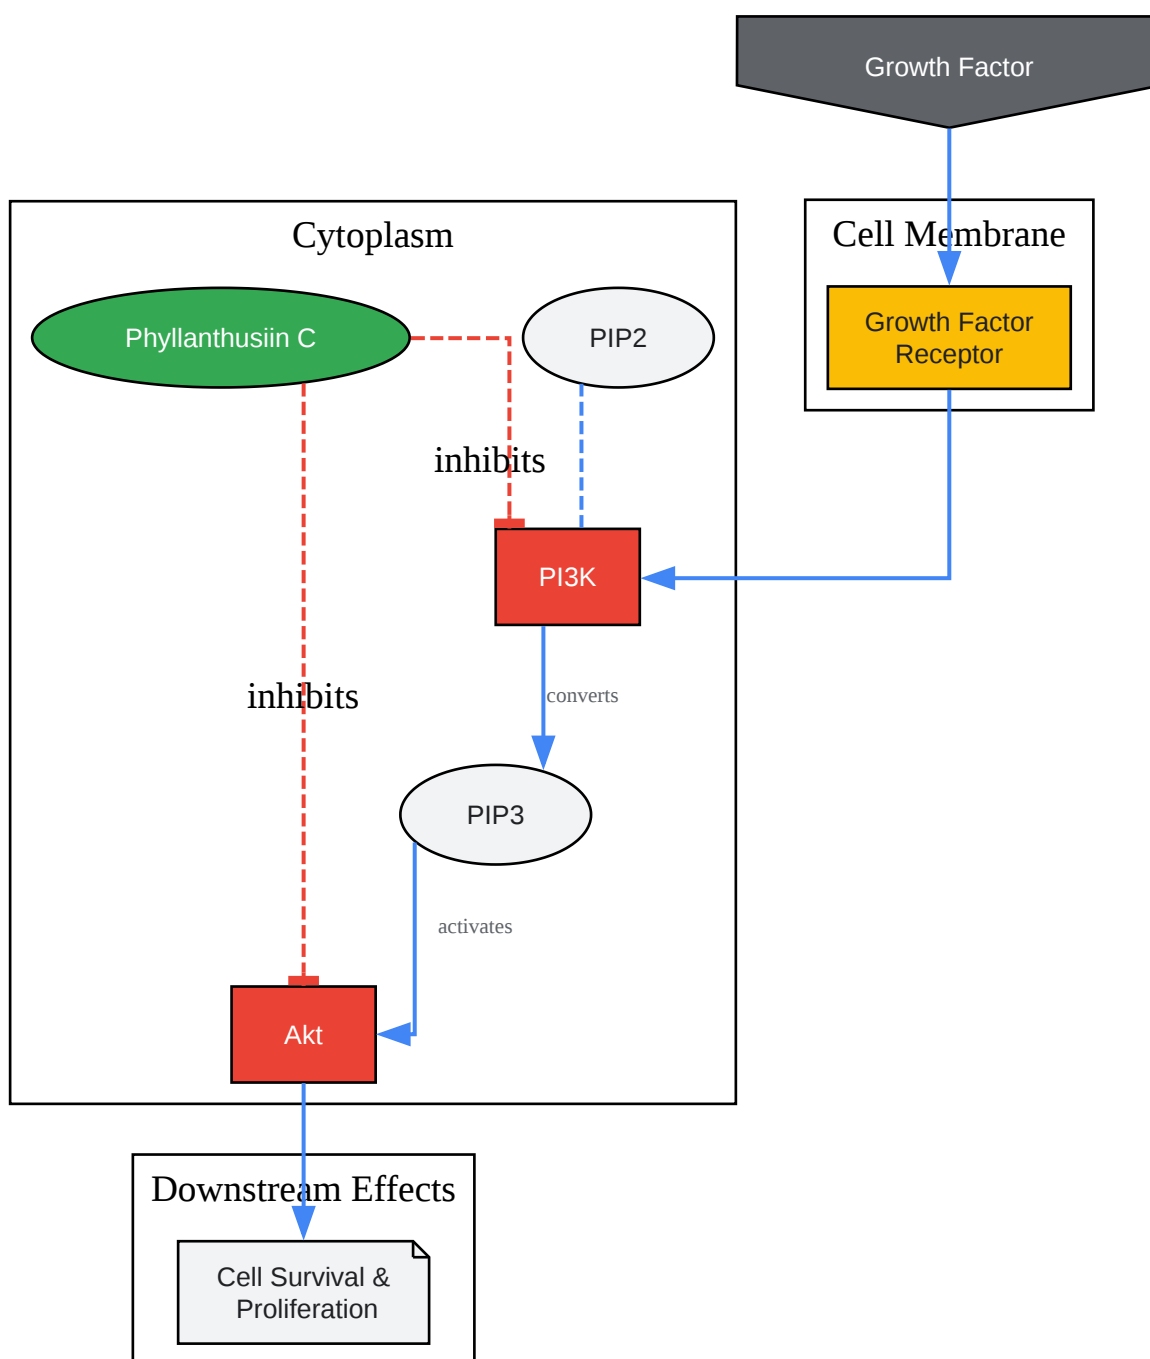 Growth Factor
Cytoplasm
Cell Membrane
Phyllanthusiin C
PIP2
Growth Factor
Receptor
inhibits
PI3K
inhibits
converts
PIP3
activates
Akt
Downstream Effects
Cell Survival &
Proliferation